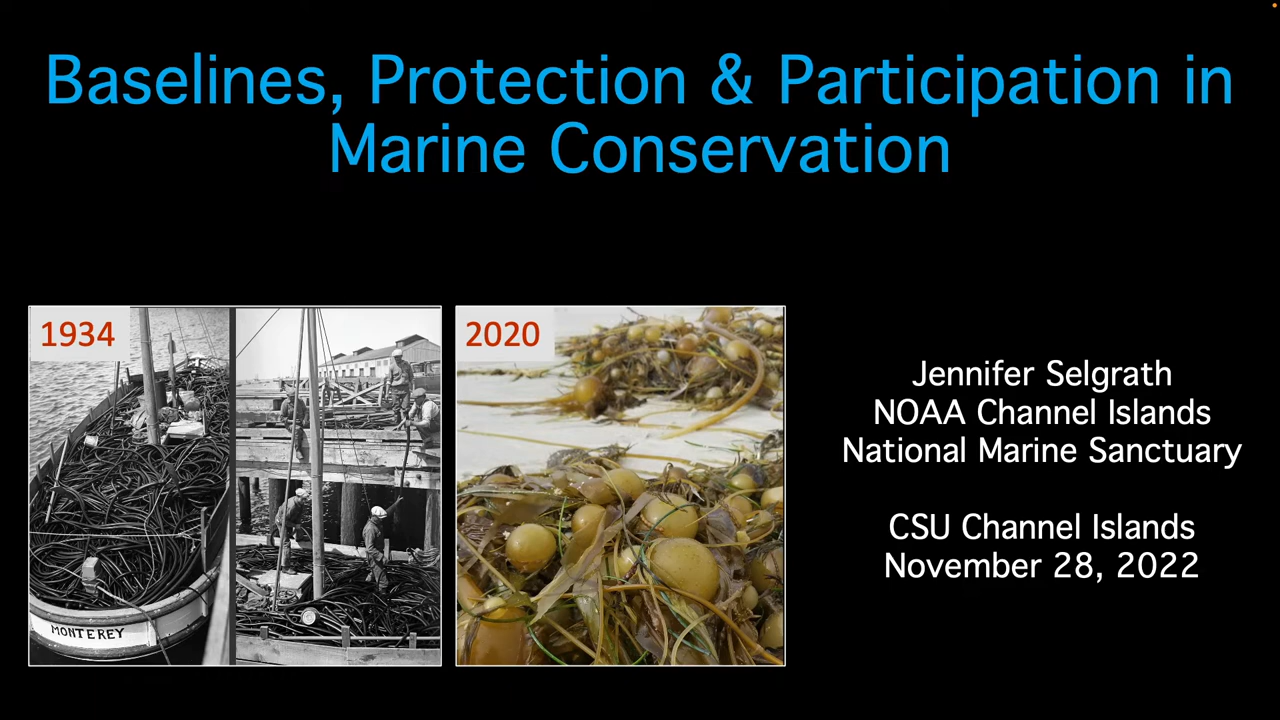 Baselines, Protection & Participation in
Marine Conservation
1934
2020
MONTEREY
Jennifer Selgrath
NOAA Channel Islands
National Marine Sanctuary
CSU Channel Islands
November 28, 2022